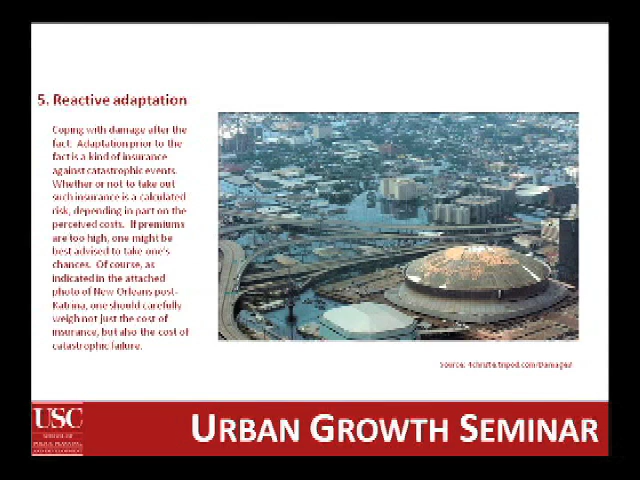 5. Reactive adaptation
Coping with damage after the
fact. Adaptation prior to the
fact is a kind of insurance
against catastrophic events.
Whether or not to take out
such insurance is a calculated
risk, depending in part on the
perceived costs. If premiums
are too high, one might be
best advised to take one's
chances. Of course, as
indicated in the attached
photo of New Orleans post-
Katrina, one should carefully
weigh not just the cost of
insurance, but also the cost of
catastrophic failure.
Source:
USC
URBAN GROWTH SEMINAR